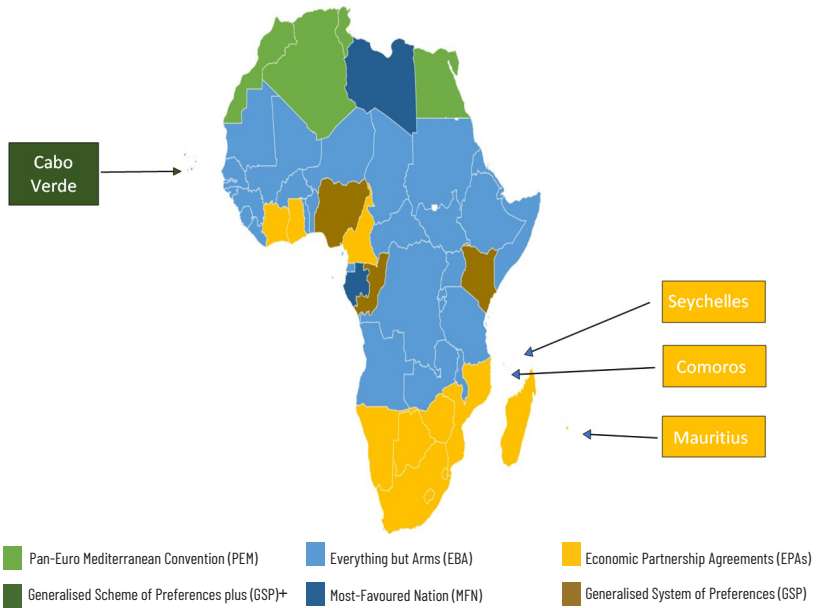 Cabo
Verde
Seychelles
Comoros
Mauritius
Pan-Euro Mediterranean Convention (PEM)
Everything but Arms (EBA)
Economic Partnership Agreements (EPAs)
Generalised Scheme of Preferences plus (GSP)+
Most-Favoured Nation (MFN)
Generalised System of Preferences (GSP)